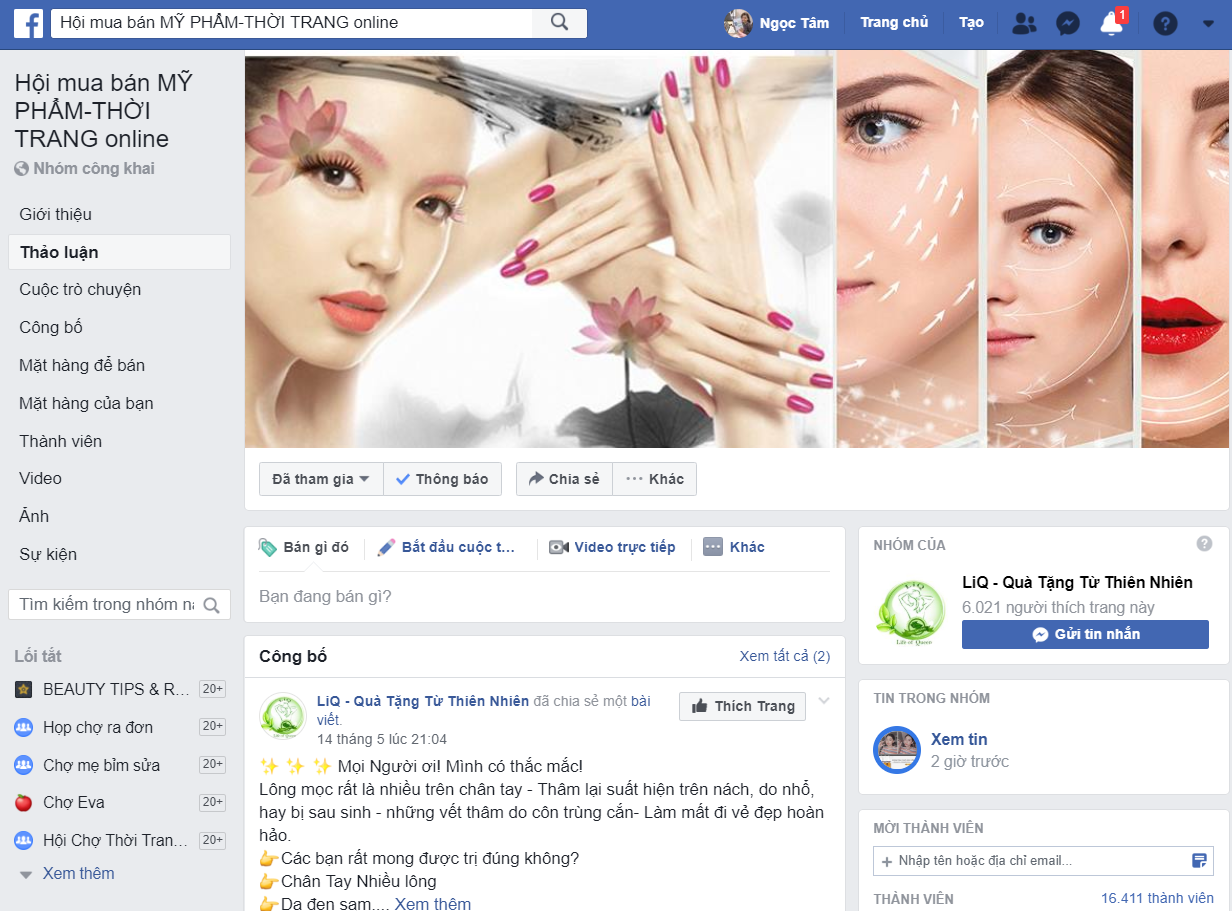 Hội mua bán MỸ PHẨM-THỜI TRANG online
Ngọc Tâm
Trang chủ
Tạo
1
Hội mua bán MỸ
PHẨM-THỜI
TRANG online
Nhóm công khai
Giới thiệu
Thảo luận
Cuộc trò chuyện
Công bố
Mặt hàng để bán
Mặt hàng của bạn
Thành viên
Video
Ảnh
Sự kiện
Tìm kiếm trong nhóm nà
Lối tắt
BEAUTY TIPS & R... 20+
Họp chợ ra đơn 20+
Chợ mẹ bỉm sửa 20+
Chợ Eva 20+
Hội Chợ Thời Tran... 20+
Xem thêm
Đã tham gia
Thông báo
Chia sẻ
Khác
Bán gì đó
Bắt đầu cuộc t...
Video trực tiếp
Khác
Bạn đang bán gì?
Công bố
Xem tất cả (2)
LiQ - Quà Tặng Từ Thiên Nhiên đã chia sẻ một bài
viết.
14 tháng 5 lúc 21:04
Thích Trang
✨ ✨ ✨ Mọi Người ơi! Mình có thắc mắc!
Lông mọc rất là nhiều trên chân tay - Thâm lại suất hiện trên nách, do nhổ,
hay bị sau sinh - những vết thâm do côn trùng cắn- Làm mất đi vẻ đẹp hoàn
hảo.
👉Các bạn rất mong được trị đúng không?
👉Chân Tay Nhiều lông
👉Da đen sạm.... Xem thêm
NHÓM CỦA
LiQ
Life of Queen
LiQ - Quà Tặng Từ Thiên Nhiên
6.021 người thích trang này
Gửi tin nhắn
TIN TRONG NHÓM
Xem tin
2 giờ trước
MỜI THÀNH VIÊN
+ Nhập tên hoặc địa chỉ email...
THÀNH VIÊN
16.411 thành viên